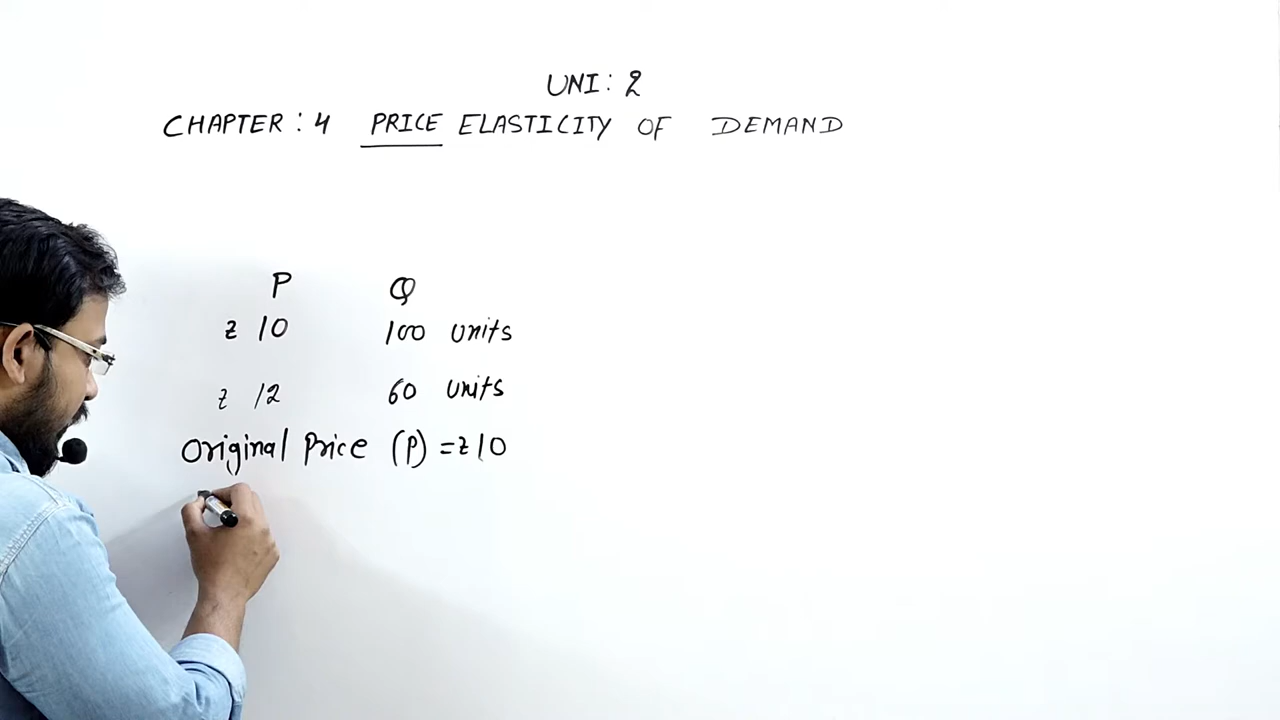 UNI: 2
CHAPTER: 4 PRICE ELASTICITY OF DEMAND
P Q
z 10 100 units
z 12 60 units
Original Price (P) = z 10